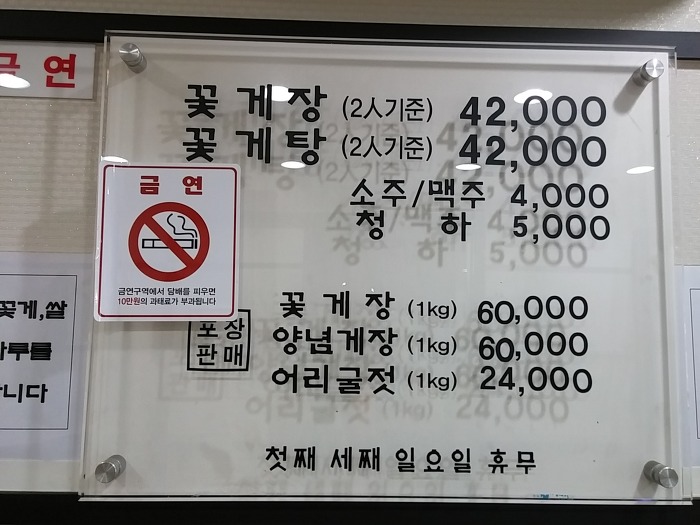 금 연
꽃 게 장 (2人기준) 42,000
꽃 게 탕 (2人기준) 42,000
소주/맥주 4,000
청 하 5,000
금 연
금연구역에서 담배를 피우면
10만원의 과태료가 부과됩니다
포장
판매
꽃 게 장 (1kg) 60,000
양념게장 (1kg) 60,000
어리굴젓 (1kg) 24,000
첫째 세째 일요일 휴무
꽃게,쌀
니다